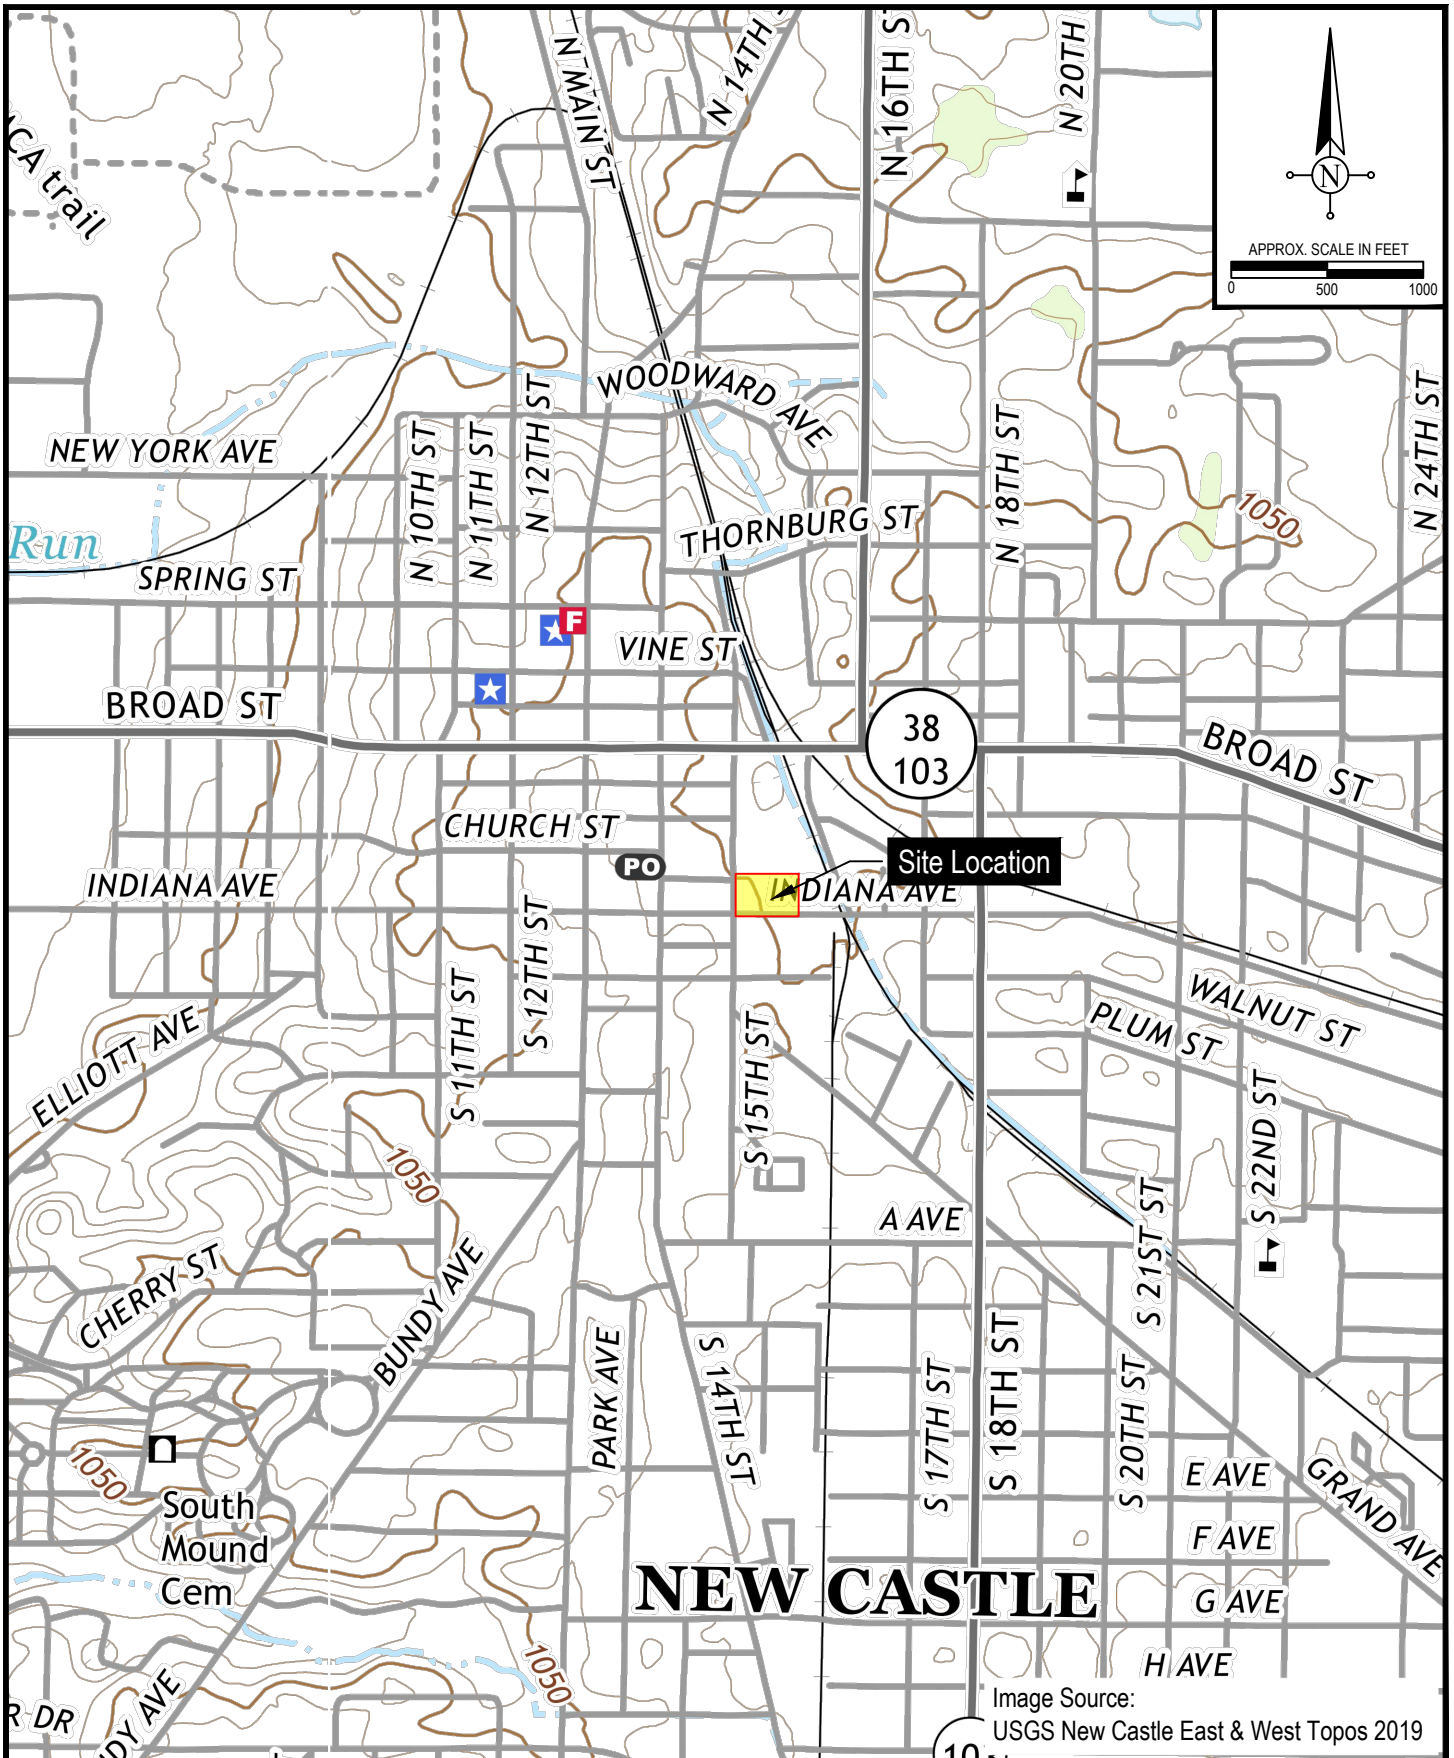 N MAIN ST
N 14TH
N 16TH ST
N 20TH
N
APPROX. SCALE IN FEET
0 500 1000
trail
WOODWARD AVE
NEW YORK AVE
N 10TH ST
N 11TH ST
N 12TH ST
N 18TH ST
N 24TH ST
THORNBURG ST
1050
Run
SPRING ST
F
VINE ST
BROAD ST
38
103
BROAD ST
CHURCH ST
PO
Site Location
INDIANA AVE
INDIANA AVE
S 12TH ST
S 11TH ST
WALNUT ST
PLUM ST
ELLIOTT AVE
S 15TH ST
S 22ND ST
1050
A AVE
S 21ST ST
CHERRY ST
BUNDY AVE
PARK AVE
S 14TH ST
S 17TH ST
S 18TH ST
S 20TH ST
1050
E AVE
GRAND AVE
South
Mound
Cem
F AVE
NEW CASTLE
G AVE
H AVE
1050
R DR
DY AVE
Image Source:
USGS New Castle East & West Topos 2019